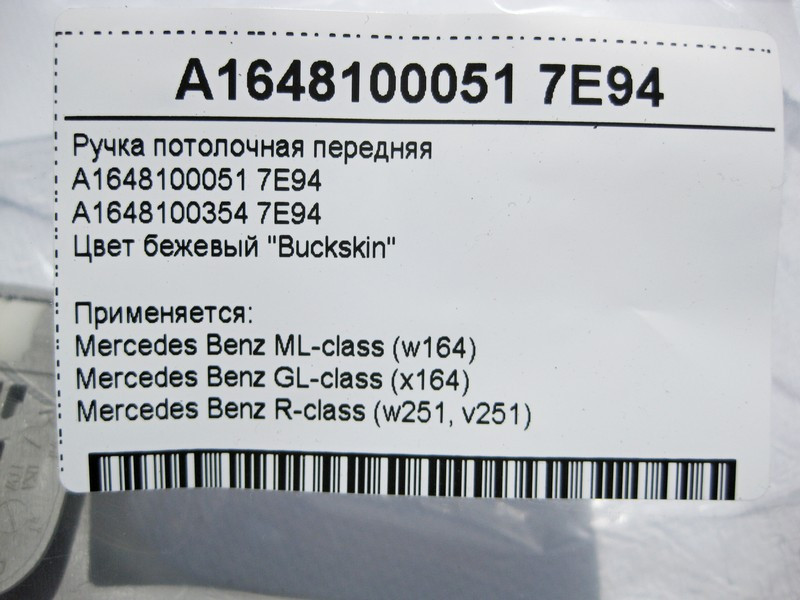 A1648100051 7E94
Ручка потолочная передняя
A1648100051 7E94
A1648100354 7E94
Цвет бежевый "Buckskin"
Применяется:
Mercedes Benz ML-class (w164)
Mercedes Benz GL-class (x164)
Mercedes Benz R-class (w251, v251)